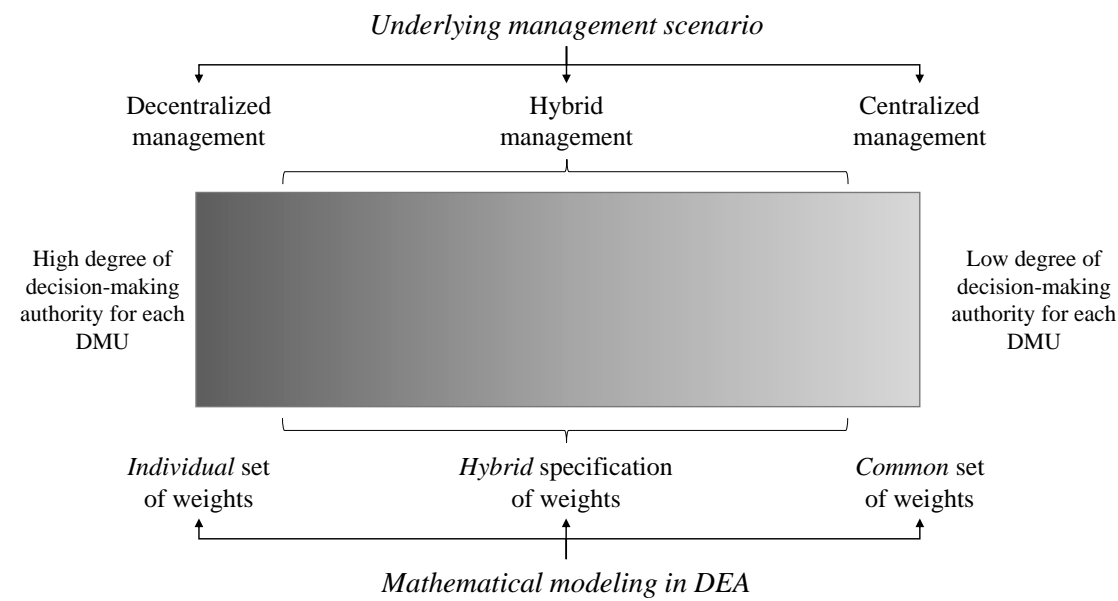 Underlying management scenario
Decentralized
management
Hybrid
management
Centralized
management
High degree of
decision-making
authority for each
DMU
Low degree of
decision-making
authority for each
DMU
Individual set
of weights
Hybrid specification
of weights
Common set
of weights
Mathematical modeling in DEA